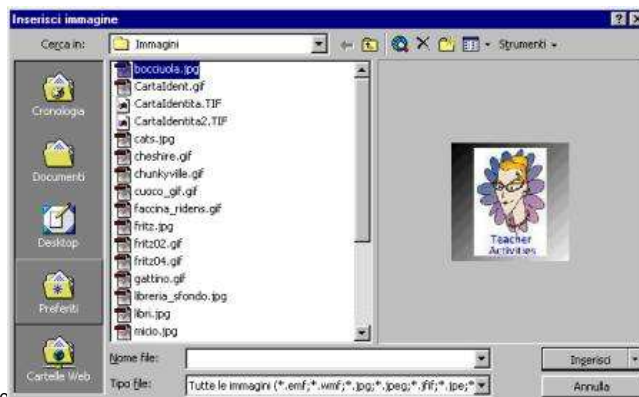 Inserisci immagine
Cerca in:
Immagini
Strumenti
Cronologia
Documenti
Desktop
Preferiti
Cartelle Web
bocciuola.jpg
CartaIdent.gif
CartaIdentita.TIF
CartaIdentita2.TIF
cats.jpg
cheshire.gif
chunkyville.gif
cuoco_gif.gif
faccina_ridens.gif
fritz.jpg
fritz02.gif
fritz04.gif
gattino.gif
libreria_sfondo.jpg
libri.jpg
micio.jpg
Teacher
Activities
Nome file:
Inserisci
Tipo file:
Tutte le immagini (*.emf;*.wmf;*.jpg;*.jpeg;*.jfif;*.jpe;*
Annulla